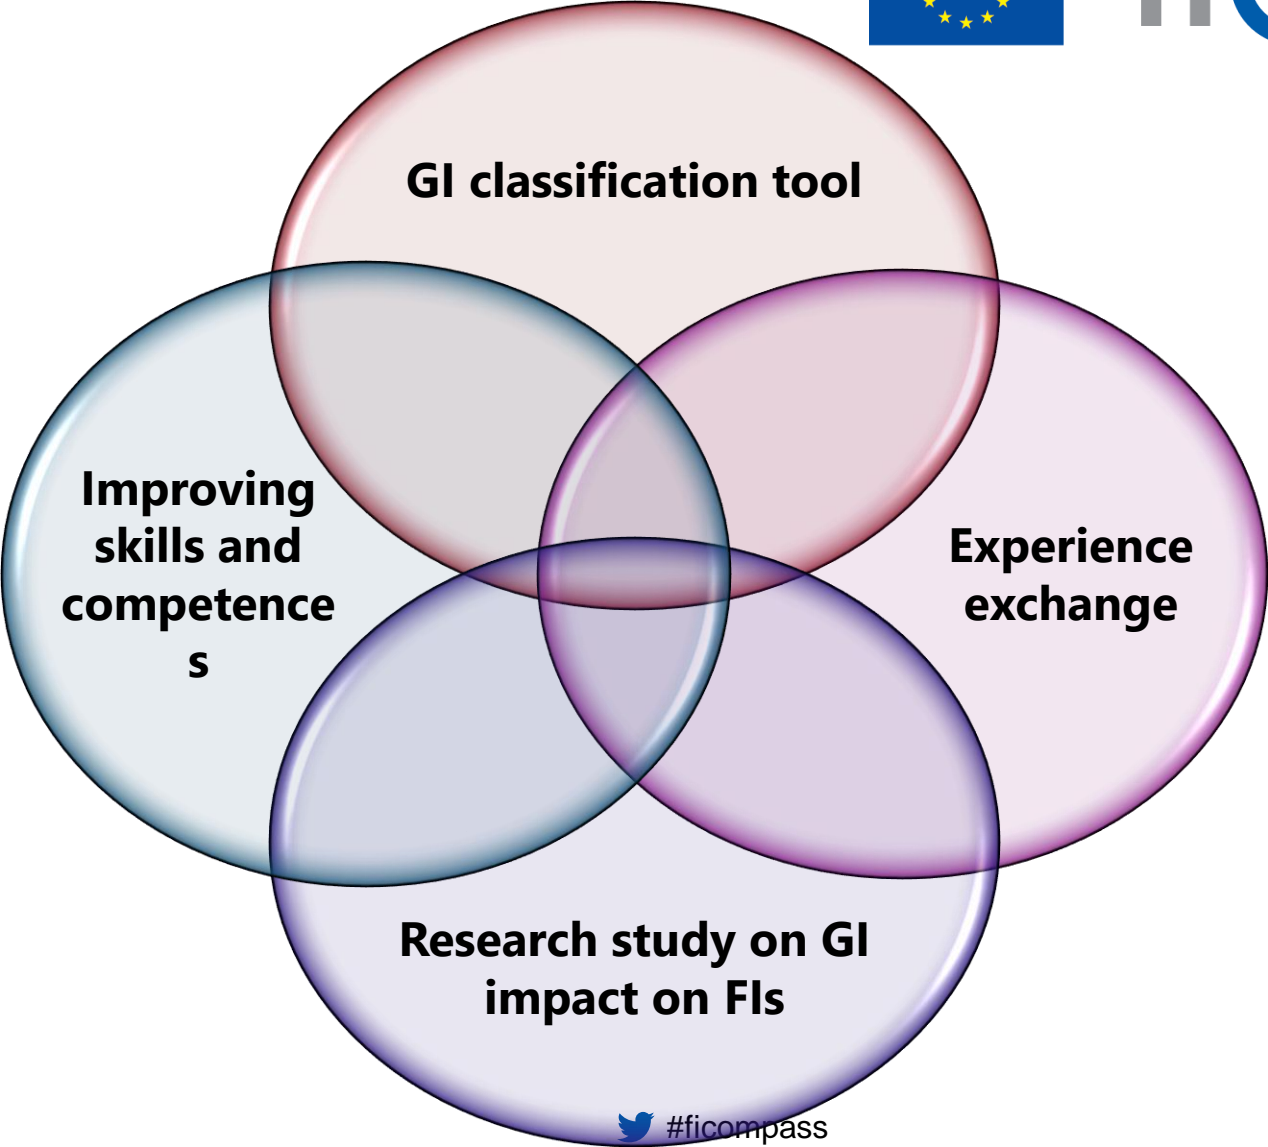 GI classification tool
Improving
skills and
competence
s
Experience
exchange
Research study on GI
impact on FIs
#ficompass